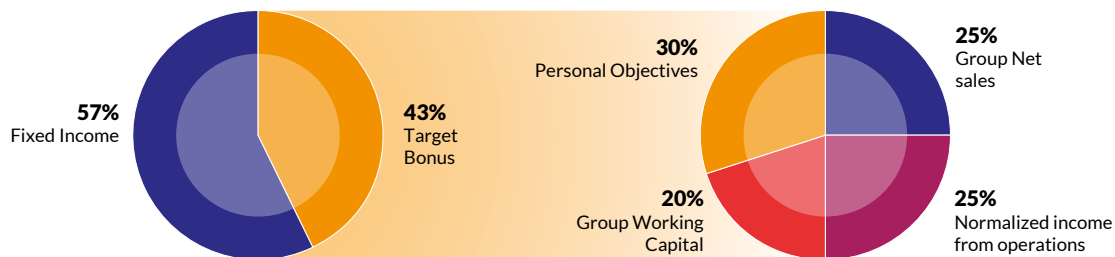 57%
Fixed Income
43%
Target
Bonus
30%
Personal Objectives
25%
Group Net
sales
20%
Group Working
Capital
25%
Normalized income
from operations